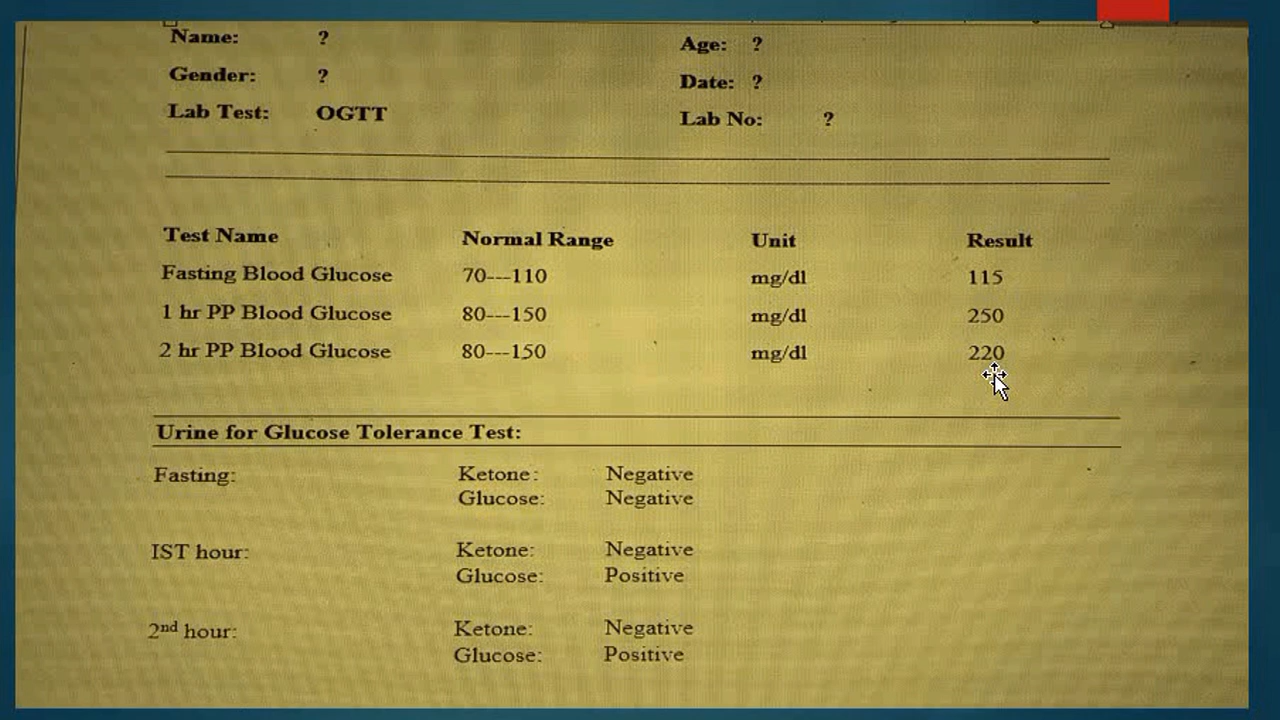 Name: ? Age: ?
Gender: ? Date: ?
Lab Test: OGTT Lab No: ?
Test Name Normal Range Unit Result
Fasting Blood Glucose 70---110 mg/dl 115
1 hr PP Blood Glucose 80---150 mg/dl 250
2 hr PP Blood Glucose 80---150 mg/dl 220
Urine for Glucose Tolerance Test:
Fasting: Ketone: Negative
Glucose: Negative
IST hour: Ketone: Negative
Glucose: Positive
2nd hour: Ketone: Negative
Glucose: Positive